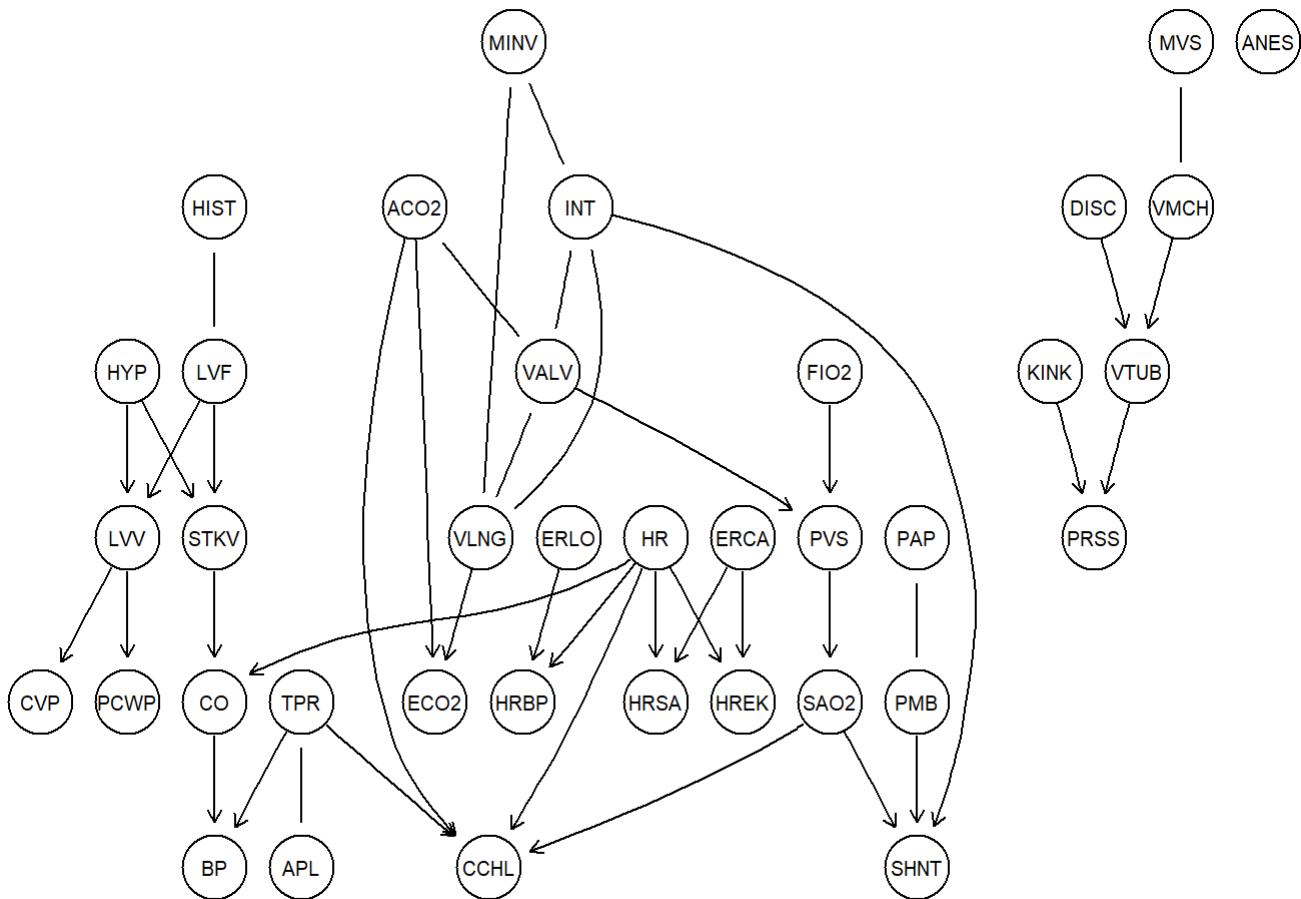 MINV MVS ANES
HIST ACO2 INT DISC VMCH
HYP LVF VALV FIO2 KINK VTUB
LVV STKV VLNG ERLO HR ERCA PVS PAP PRSS
CVP PCWP CO TPR ECO2 HRBP HRSA HREK SAO2 PMB
BP APL CCHL SHNT